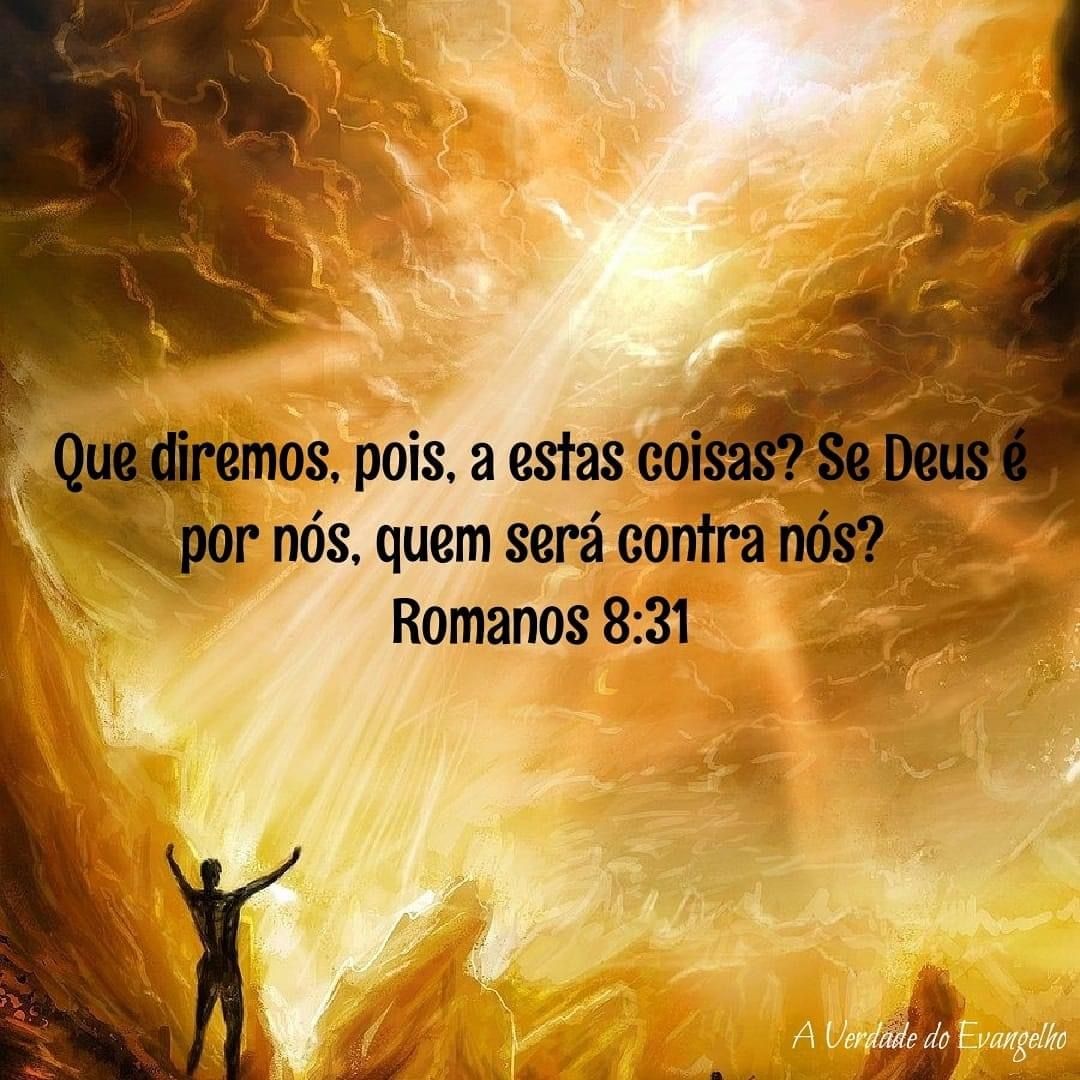 Que diremos, pois, a estas coisas? Se Deus é
por nós, quem será contra nós?
Romanos 8:31
A Verdade do Evangelho